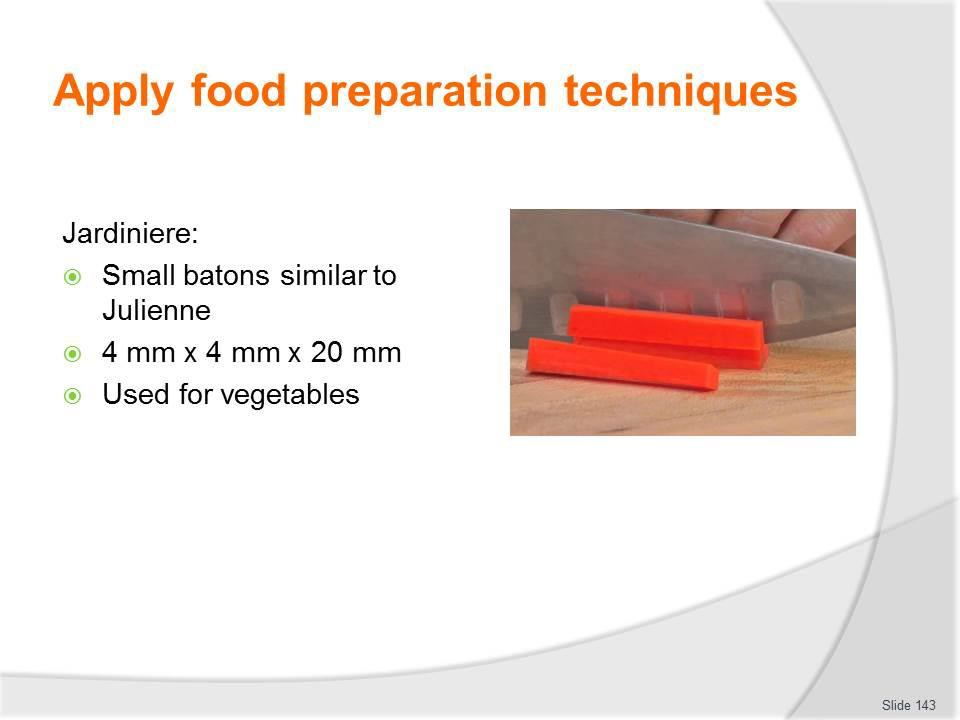 Apply food preparation techniques
Jardiniere:
Small batons similar to
Julienne
4 mm x 4 mm x 20 mm
Used for vegetables
Slide 143